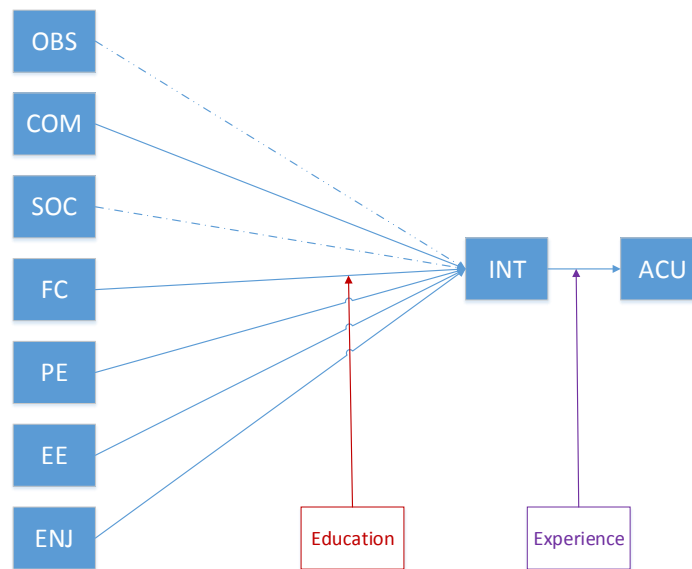 OBS
COM
SOC
FC
PE
EE
ENJ
INT
ACU
Education
Experience